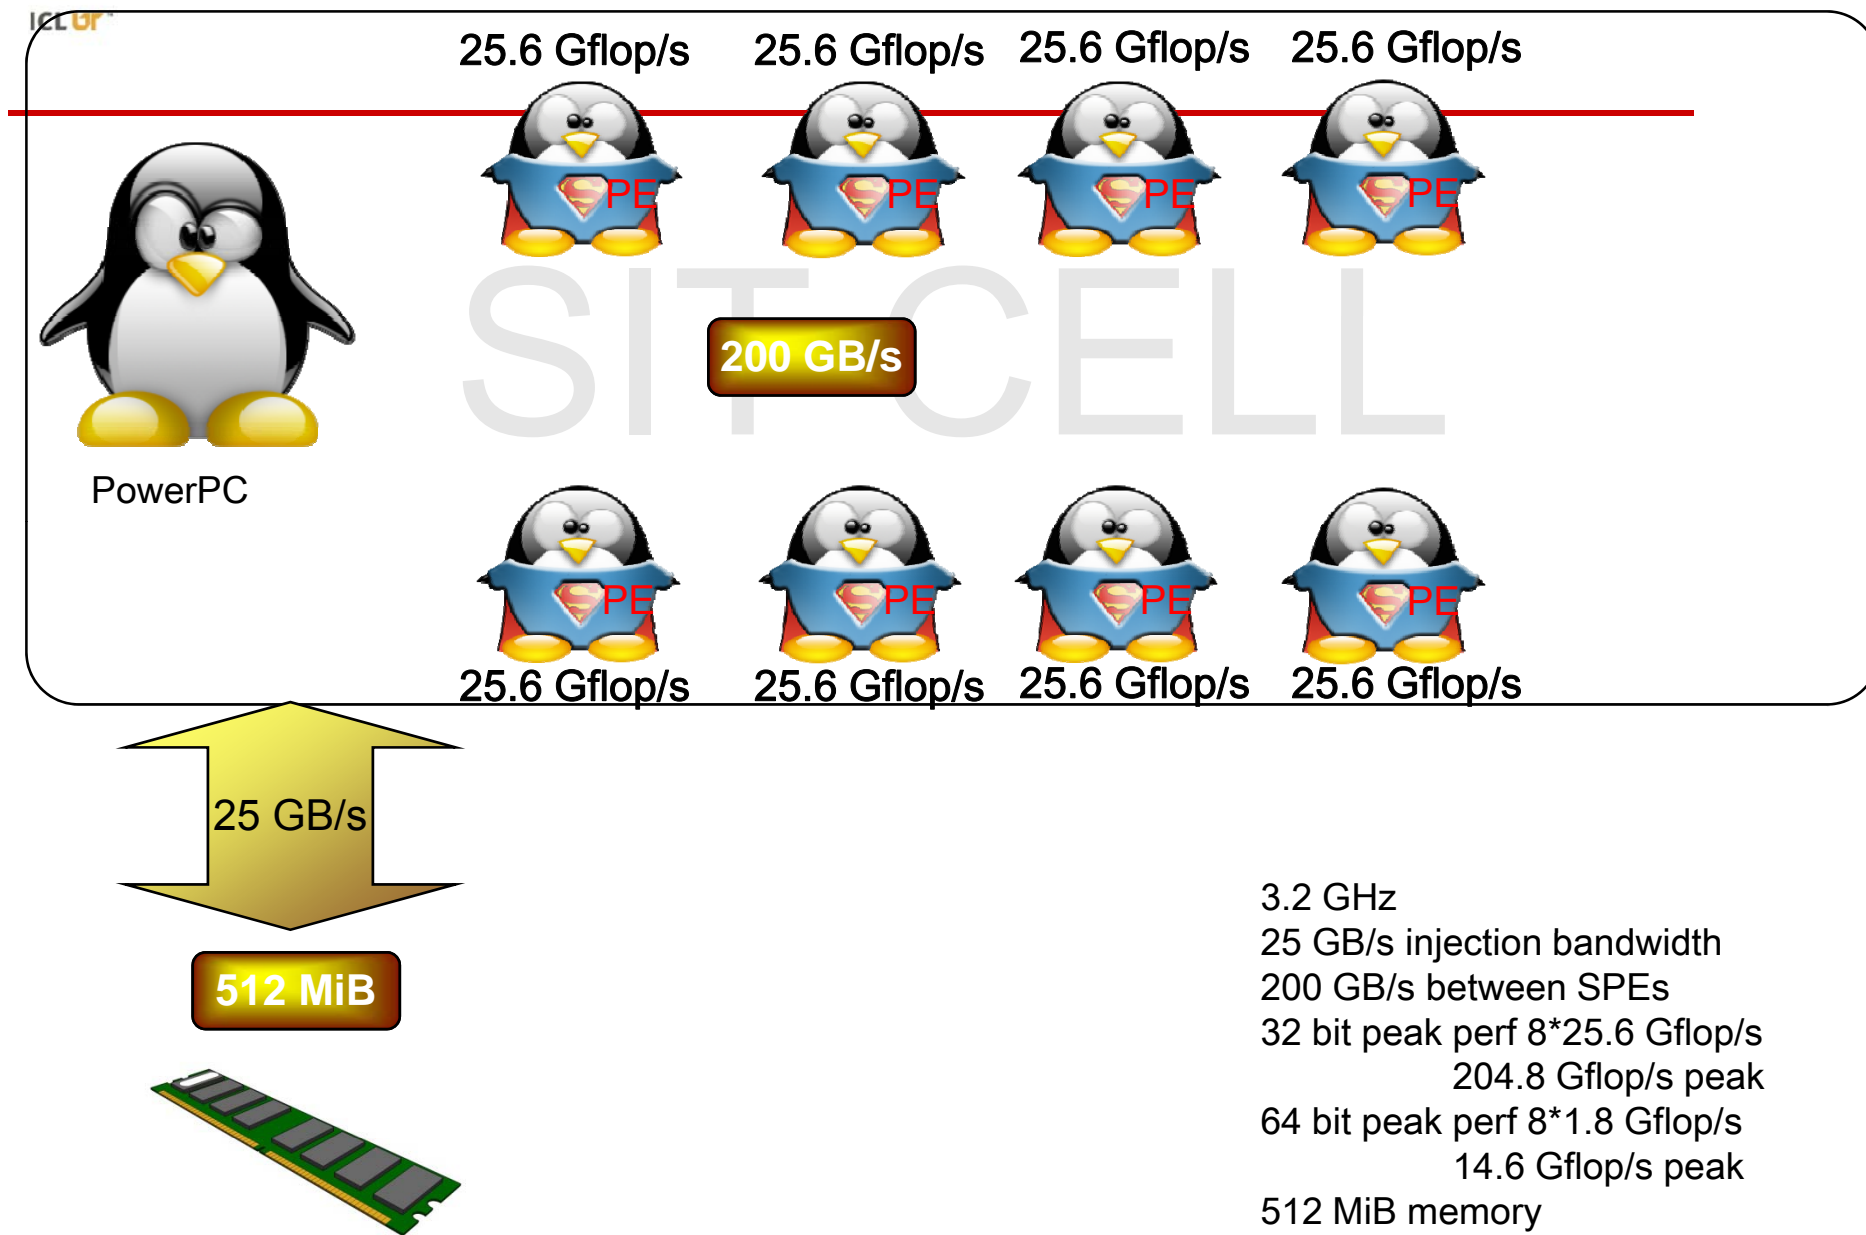 ICL UT
25.6 Gflop/s 25.6 Gflop/s 25.6 Gflop/s 25.6 Gflop/s
PE PE PE PE
SIT CELL
200 GB/s
PowerPC
PE PE PE PE
25.6 Gflop/s 25.6 Gflop/s 25.6 Gflop/s 25.6 Gflop/s
25 GB/s
512 MiB
3.2 GHz
25 GB/s injection bandwidth
200 GB/s between SPEs
32 bit peak perf 8*25.6 Gflop/s
204.8 Gflop/s peak
64 bit peak perf 8*1.8 Gflop/s
14.6 Gflop/s peak
512 MiB memory